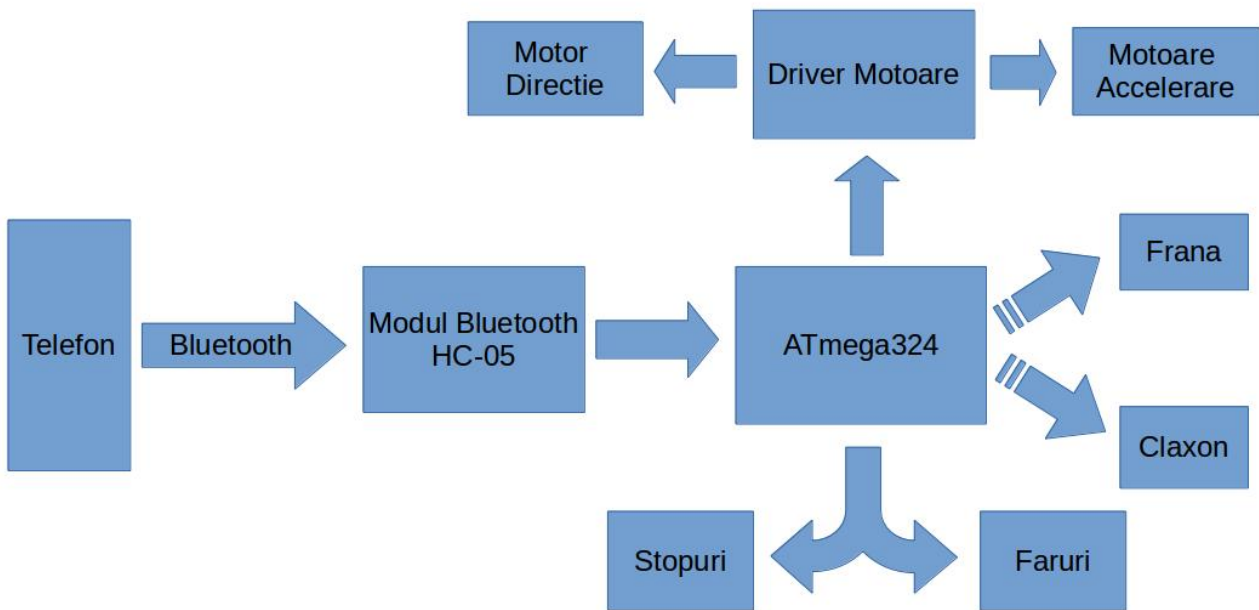 Motor
Directie
Driver Motoare
Motoare
Accelerare
Telefon
Bluetooth
Modul Bluetooth
HC-05
ATmega324
Frana
Claxon
Stopuri
Faruri